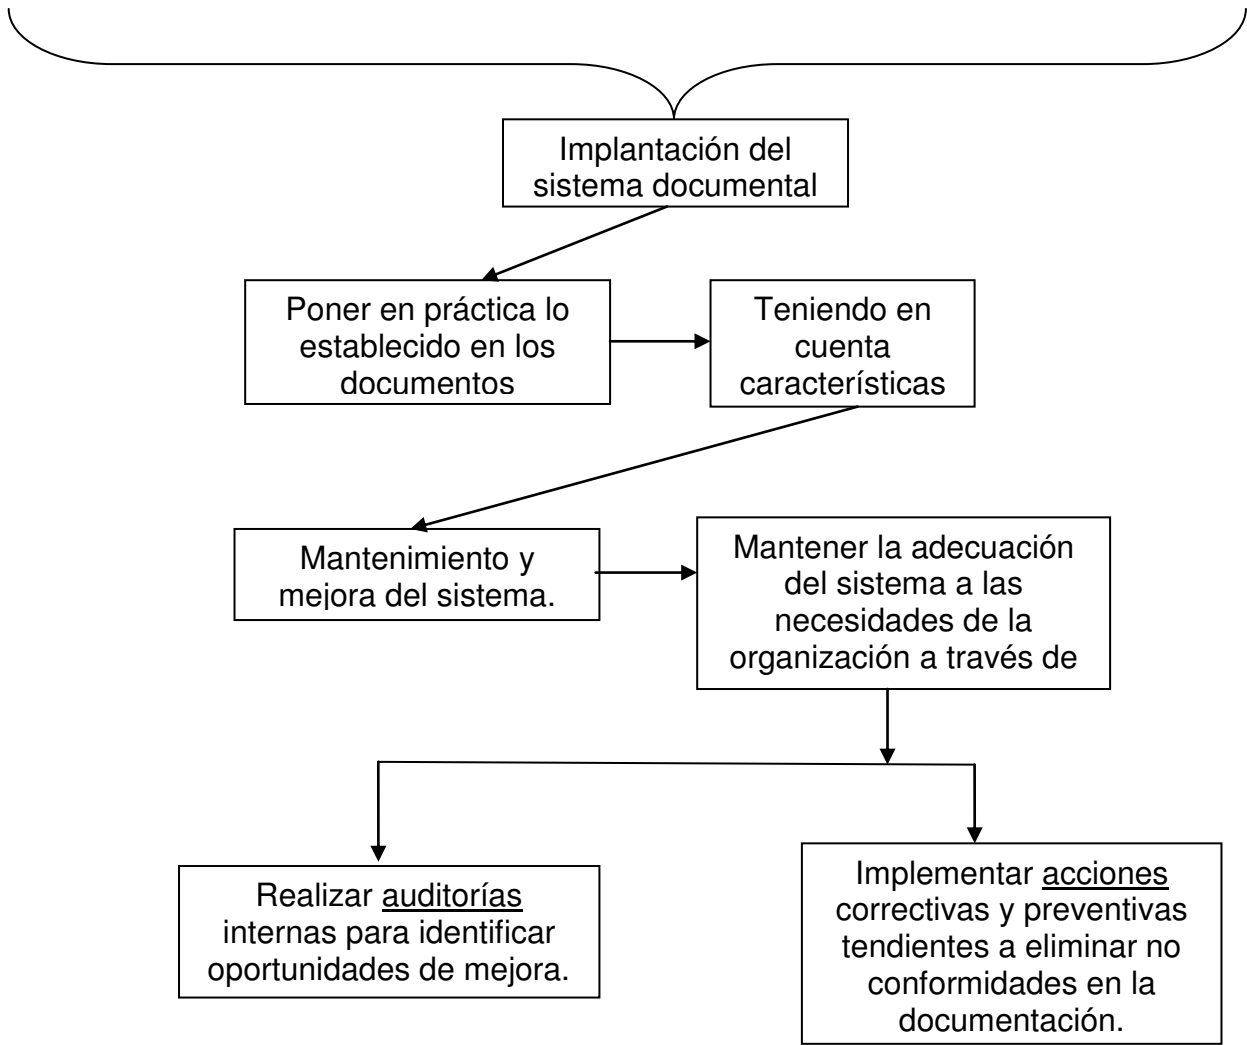 Implantación del
sistema documental
Poner en práctica lo
establecido en los
documentos
Teniendo en
cuenta
características
Mantenimiento y
mejora del sistema.
Mantener la adecuación
del sistema a las
necesidades de la
organización a través de
Realizar auditorías
internas para identificar
oportunidades de mejora.
Implementar acciones
correctivas y preventivas
tendientes a eliminar no
conformidades en la
documentación.